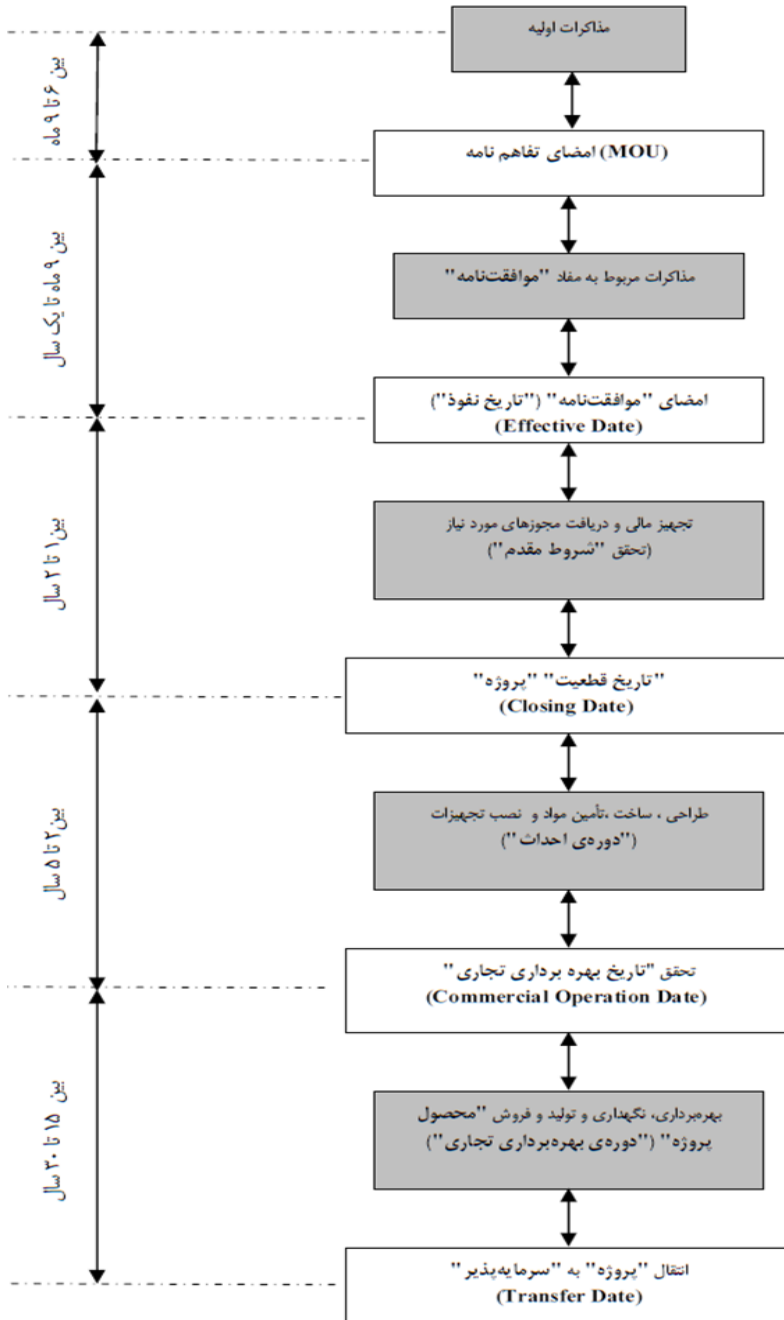 مذاکرات اولیه
بین ۶ تا ۹ ماه
امضای تفاهم نامه (MOU)
بین ۹ ماه تا یک سال
مذاکرات مربوط به مفاد "موافقت‌نامه"
امضای "موافقت‌نامه" ("تاریخ نفوذ")
(Effective Date)
بین ۱ تا ۲ سال
تجهیز مالی و دریافت مجوزهای مورد نیاز
(تحقق "شروط مقدم")
"تاریخ قطعیت" "پروژه"
(Closing Date)
بین ۲ تا ۵ سال
طراحی ، ساخت ،تأمین مواد و نصب تجهیزات
("دوره‌ی احداث")
تحقق "تاریخ بهره برداری تجاری"
(Commercial Operation Date)
بین ۱۵ تا ۳۰ سال
بهره‌برداری، نگهداری و تولید و فروش "محصول
پروژه" ("دوره‌ی بهره‌برداری تجاری")
انتقال "پروژه" به "سرمایه‌پذیر"
(Transfer Date)